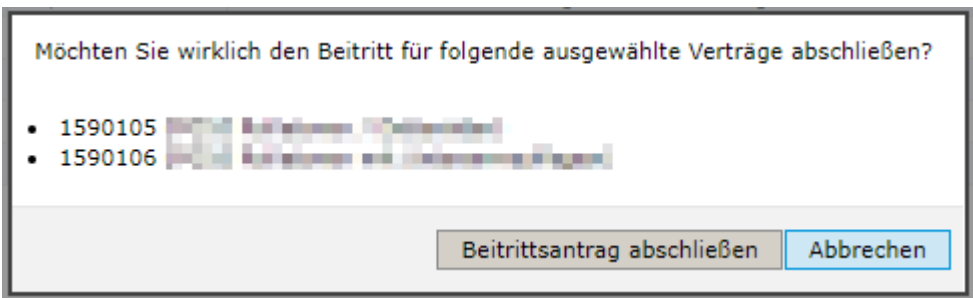 Möchten Sie wirklich den Beitritt für folgende ausgewählte Verträge abschließen?
• 1590105
• 1590106
Beitrittsantrag abschließen Abbrechen